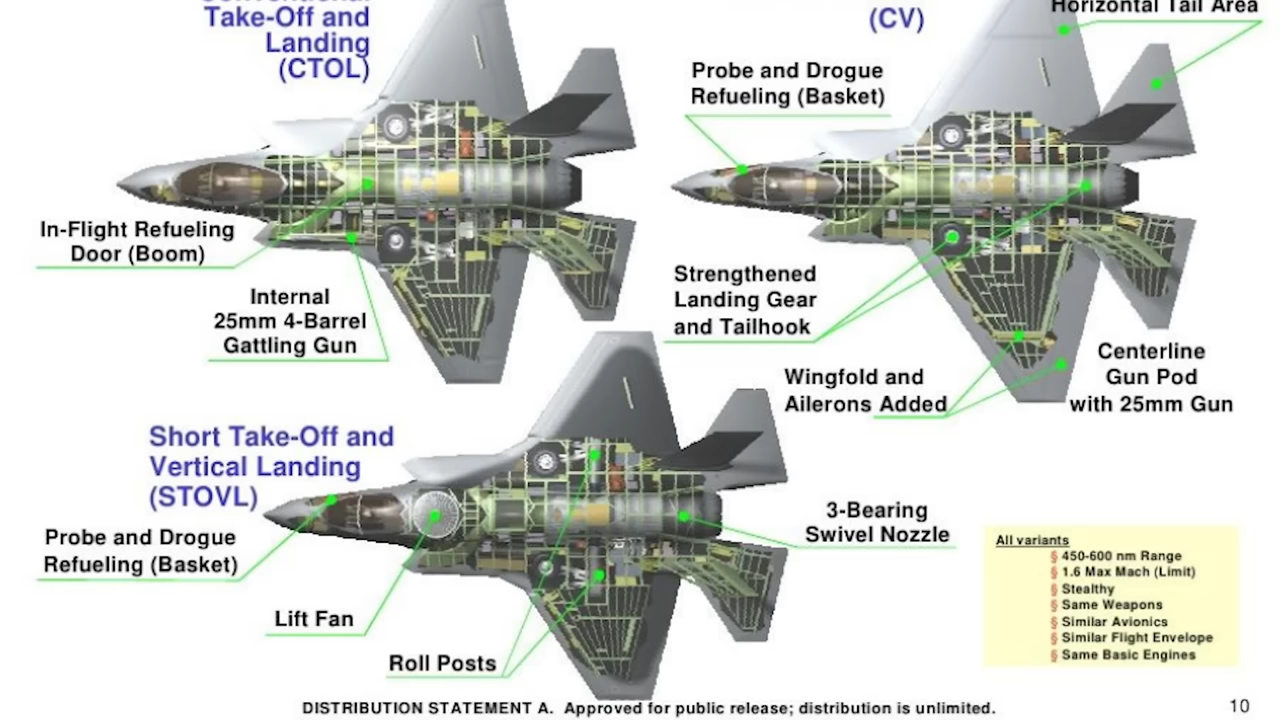 Conventional
Take-Off and
Landing
(CTOL)
In-Flight Refueling
Door (Boom)
Internal
25mm 4-Barrel
Gattling Gun
(CV)
Horizontal Tail Area
Probe and Drogue
Refueling (Basket)
Strengthened
Landing Gear
and Tailhook
Wingfold and
Ailerons Added
Centerline
Gun Pod
with 25mm Gun
Short Take-Off and
Vertical Landing
(STOVL)
Probe and Drogue
Refueling (Basket)
Lift Fan
Roll Posts
3-Bearing
Swivel Nozzle
All variants
§ 450-600 nm Range
§ 1.6 Max Mach (Limit)
§ Stealthy
§ Same Weapons
§ Similar Avionics
§ Similar Flight Envelope
§ Same Basic Engines
DISTRIBUTION STATEMENT A. Approved for public release; distribution is unlimited.
10